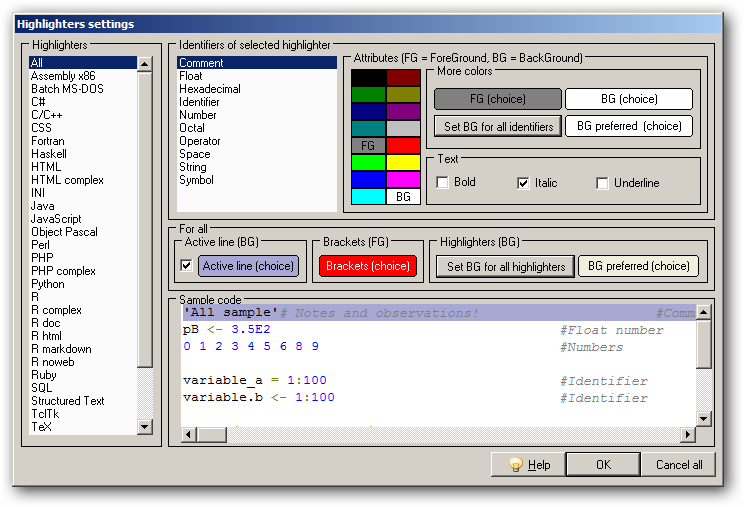 Highlighters settings
Highlighters
All
Assembly x86
Batch MS-DOS
C#
C/C++
CSS
Fortran
Haskell
HTML
HTML complex
INI
Java
JavaScript
Object Pascal
Perl
PHP
PHP complex
Python
R
R complex
R doc
R html
R markdown
R noweb
Ruby
SQL
Structured Text
Tcl/Tk
TeX
Identifiers of selected highlighter
Comment
Float
Hexadecimal
Identifier
Number
Octal
Operator
Space
String
Symbol
Attributes (FG = ForeGround, BG = BackGround)
FG
BG
More colors
FG (choice) BG (choice)
Set BG for all identifiers BG preferred (choice)
Text
Bold Italic Underline
For all
Active line (BG)
Active line (choice)
Brackets (FG)
Brackets (choice)
Highlighters (BG)
Set BG for all highlighters BG preferred (choice)
Sample code
'All sample'# Notes and observations! #Comm
pB <- 3.5E2 #Float number
0 1 2 3 4 5 6 8 9 #Numbers
variable_a = 1:100 #Identifier
variable.b <- 1:100 #Identifier
Help OK Cancel all